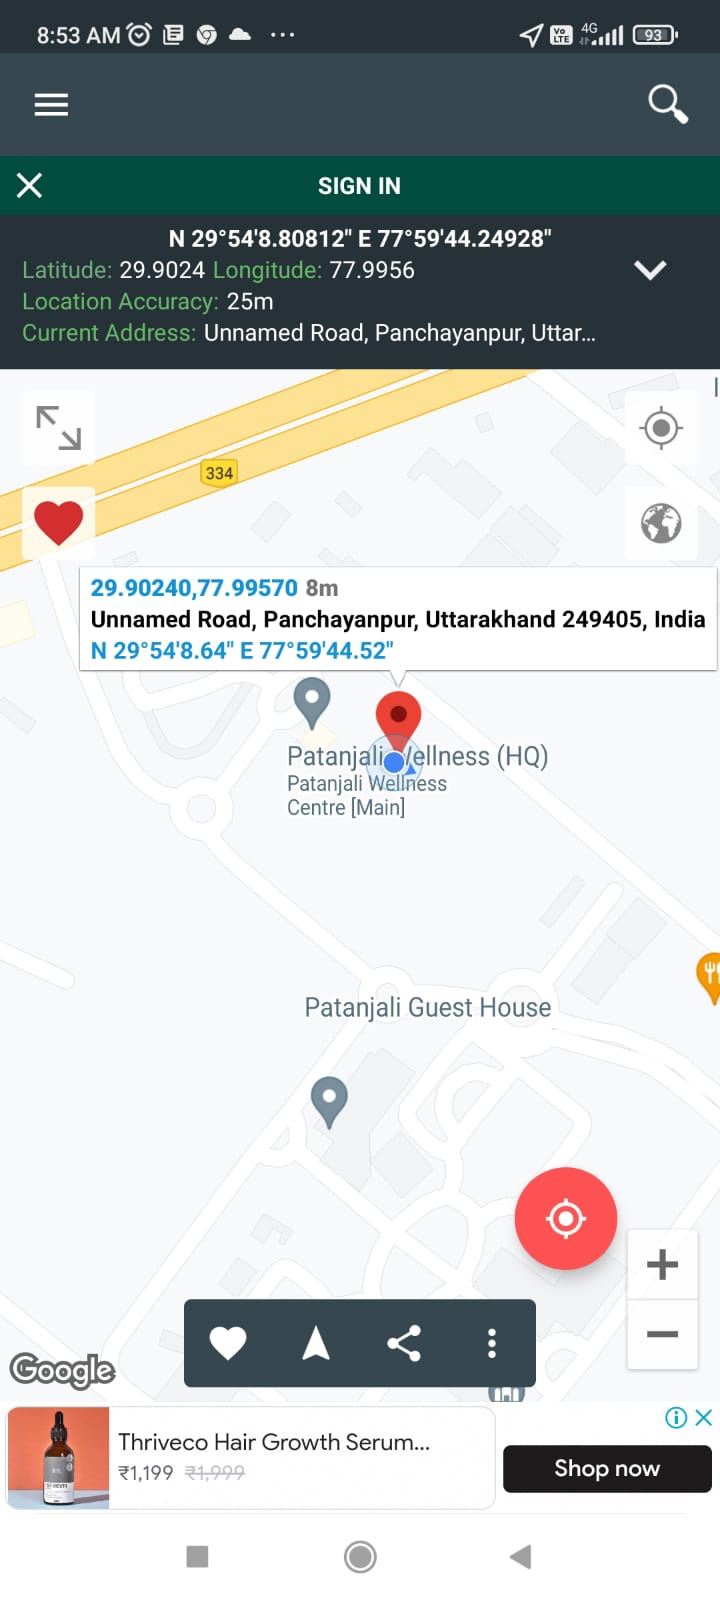 8:53 AM
Vo LTE 4G 93
SIGN IN
N 29°54'8.80812" E 77°59'44.24928"
Latitude: 29.9024 Longitude: 77.9956
Location Accuracy: 25m
Current Address: Unnamed Road, Panchayanpur, Uttar...
334
29.90240,77.99570 8m
Unnamed Road, Panchayanpur, Uttarakhand 249405, India
N 29°54'8.64" E 77°59'44.52"
Patanjali Wellness (HQ)
Patanjali Wellness
Centre [Main]
Patanjali Guest House
Google
Thriveco Hair Growth Serum...
₹1,199 ₹1,999
Shop now